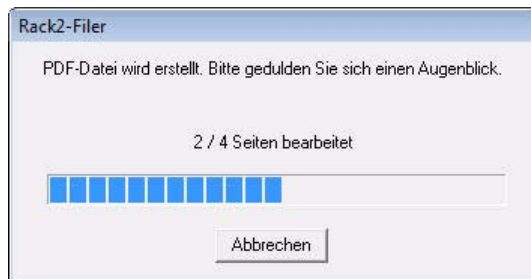 Rack2-Filer
PDF-Datei wird erstellt. Bitte gedulden Sie sich einen Augenblick.
2 / 4 Seiten bearbeitet
Abbrechen